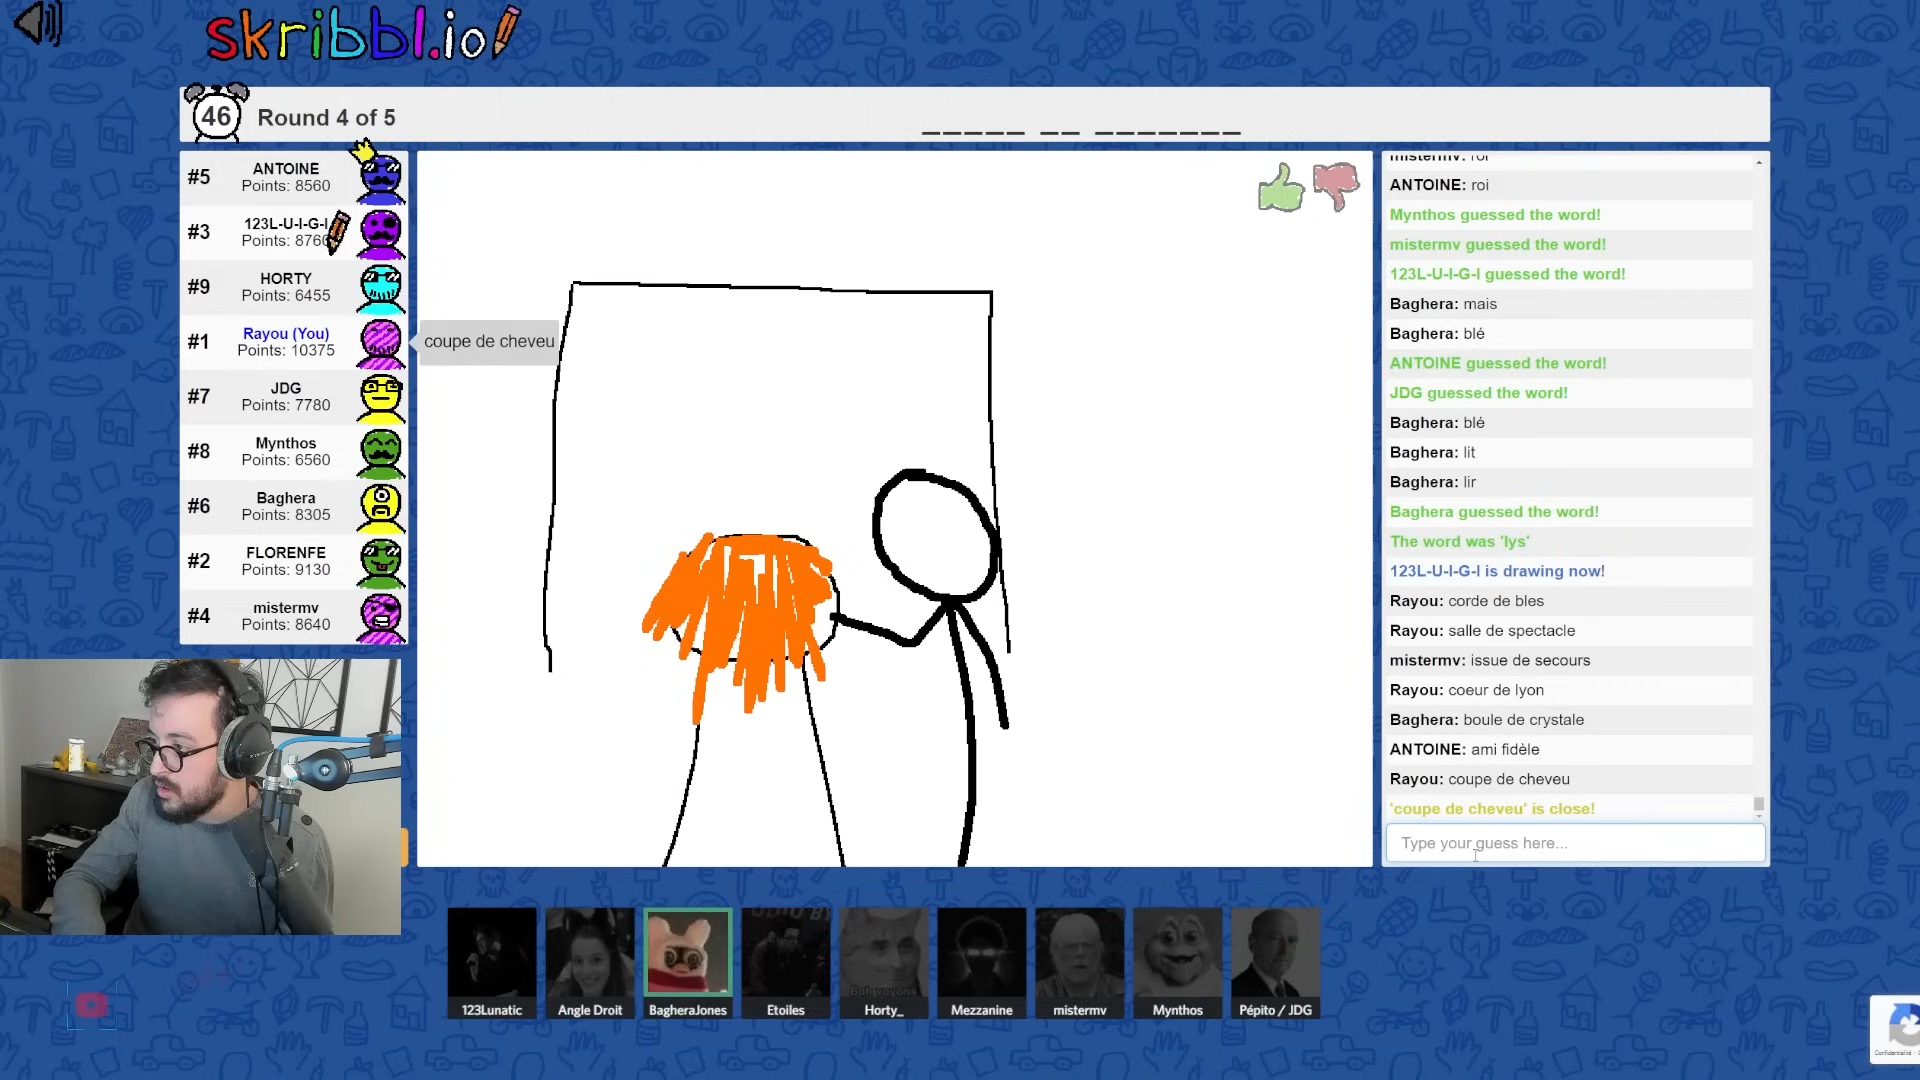 skribbl.io
46
Round 4 of 5
_____ __ ________
#5 ANTOINE
Points: 8560
#3 123L-U-I-G-I
Points: 8760
#9 HORTY
Points: 6455
#1 Rayou (You)
Points: 10375
coupe de cheveu
#7 JDG
Points: 7780
#8 Mynthos
Points: 6560
#6 Baghera
Points: 8305
#2 FLORENFE
Points: 9130
#4 mistermv
Points: 8640
mistermv: roi
ANTOINE: roi
Mynthos guessed the word!
mistermv guessed the word!
123L-U-I-G-I guessed the word!
Baghera: mais
Baghera: blé
ANTOINE guessed the word!
JDG guessed the word!
Baghera: blé
Baghera: lit
Baghera: lir
Baghera guessed the word!
The word was 'lys'
123L-U-I-G-I is drawing now!
Rayou: corde de bles
Rayou: salle de spectacle
mistermv: issue de secours
Rayou: coeur de lyon
Baghera: boule de crystale
ANTOINE: ami fidèle
Rayou: coupe de cheveu
'coupe de cheveu' is close!
Type your guess here...
Boh voyons
123Lunatic
Angle Droit
BagheraJones
Etoiles
Horty_
Mezzanine
mistermv
Mynthos
Pépito / JDG